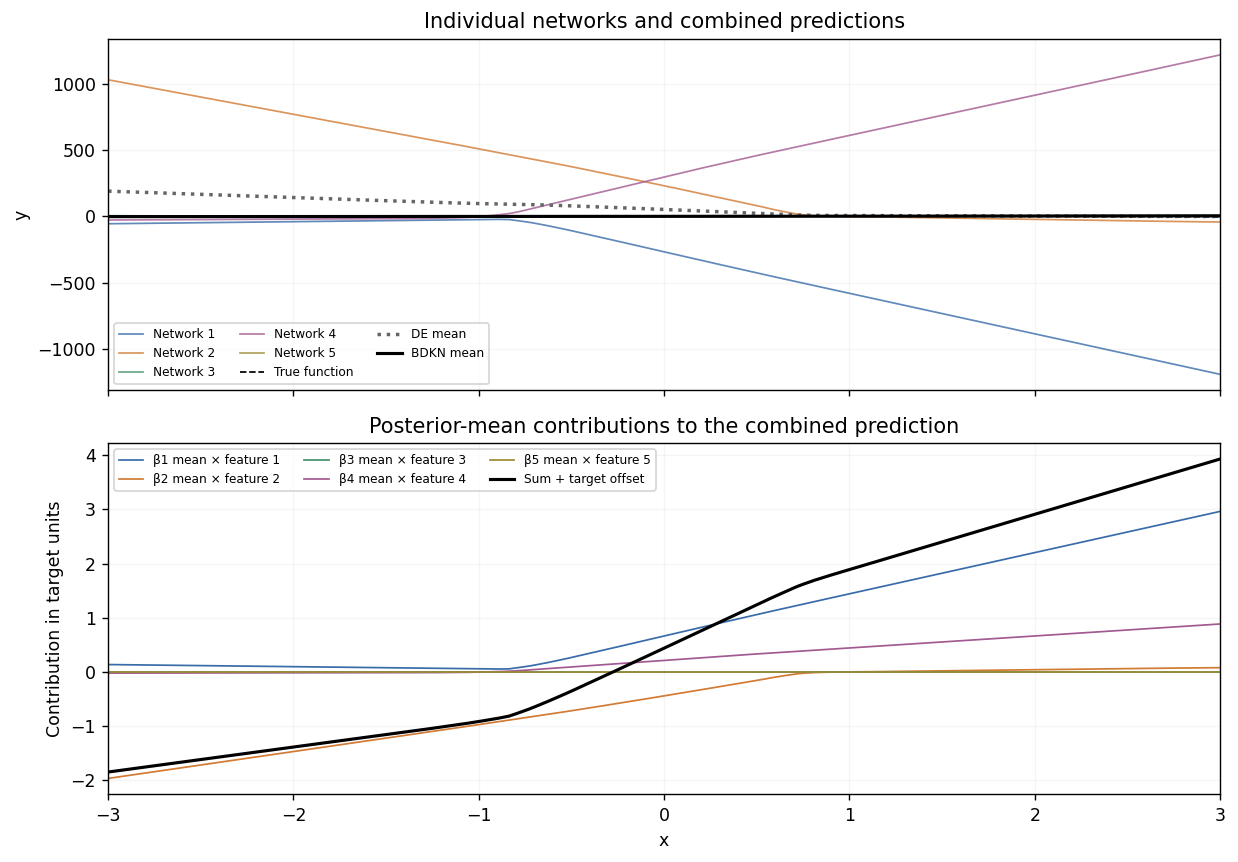 Individual networks and combined predictions
y
1000
500
0
−500
−1000
Network 1
Network 2
Network 3
Network 4
Network 5
True function
DE mean
BDKN mean
Posterior-mean contributions to the combined prediction
Contribution in target units
4
3
2
1
0
−1
−2
β1 mean × feature 1
β2 mean × feature 2
β3 mean × feature 3
β4 mean × feature 4
β5 mean × feature 5
Sum + target offset
−3
−2
−1
0
1
2
3
x